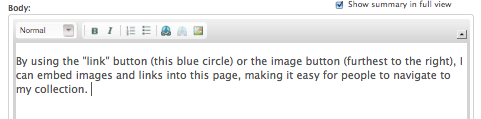 Body:
Show summary in full view
Normal
B I
By using the "link" button (this blue circle) or the image button (furthest to the right), I
can embed images and links into this page, making it easy for people to navigate to
my collection.